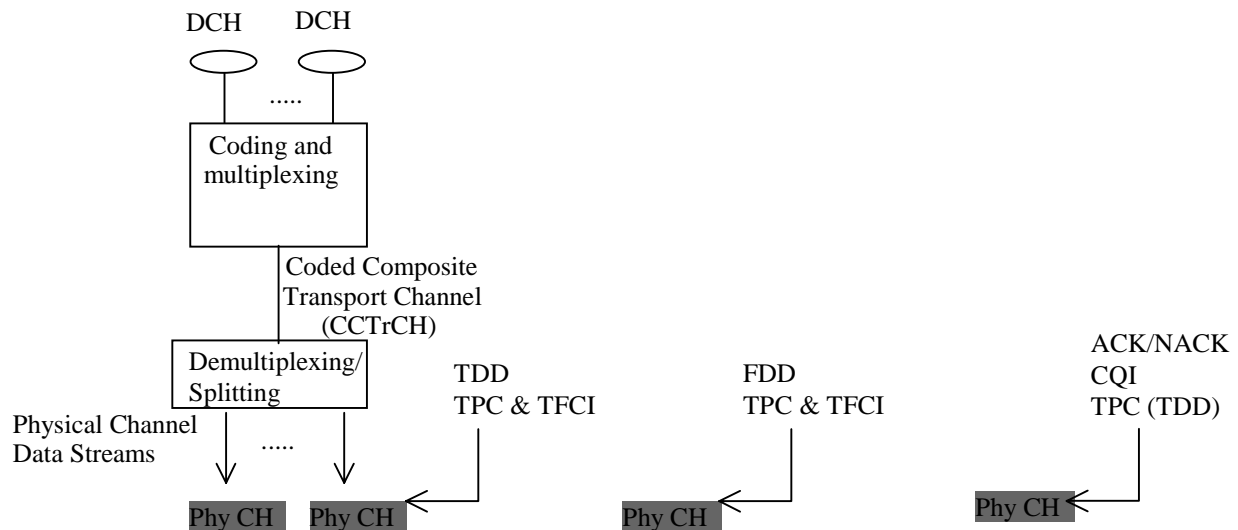 DCH DCH
.....
Coding and
multiplexing
Coded Composite
Transport Channel
(CCTrCH)
Demultiplexing/
Splitting
Physical Channel
Data Streams
.....
TDD
TPC & TFCI
FDD
TPC & TFCI
ACK/NACK
CQI
TPC (TDD)
Phy CH Phy CH Phy CH Phy CH